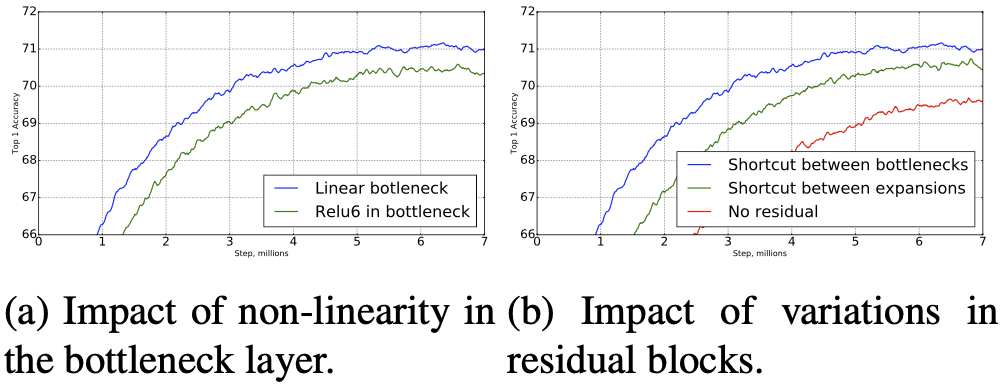 72
71
70
69
68
67
66
0 1 2 3 4 5 6 7
Top 1 Accuracy
Step, millions
Linear botleneck
Relu6 in bottleneck
72
71
70
69
68
67
66
0 1 2 3 4 5 6 7
Top 1 Accuracy
Step, millions
Shortcut between bottlenecks
Shortcut between expansions
No residual
(a) Impact of non-linearity in
the bottleneck layer.
(b) Impact of variations in
residual blocks.